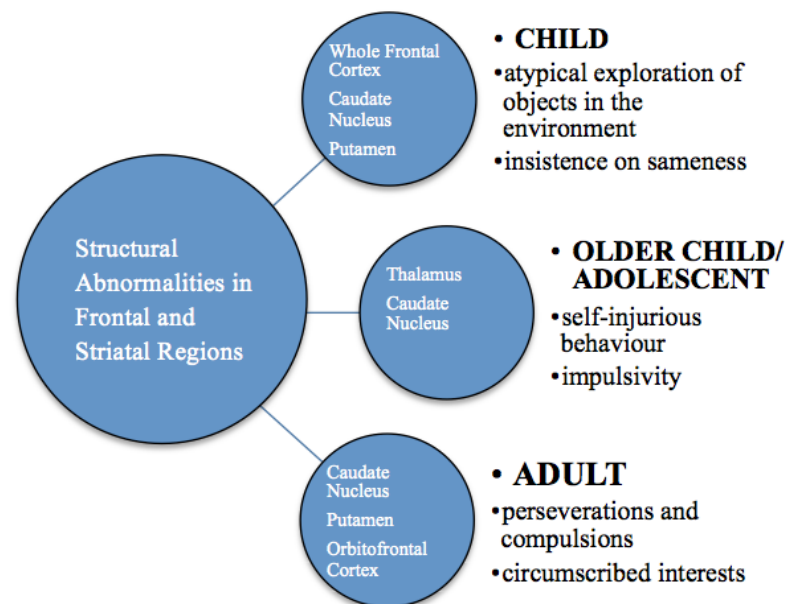 Structural
Abnormalities in
Frontal and
Striatal Regions
Whole Frontal
Cortex
Caudate
Nucleus
Putamen
• CHILD
•atypical exploration of
objects in the
environment
•insistence on sameness
Thalamus
Caudate
Nucleus
• OLDER CHILD/
ADOLESCENT
•self-injurious
behaviour
•impulsivity
Caudate
Nucleus
Putamen
Orbitofrontal
Cortex
• ADULT
•perseverations and
compulsions
•circumscribed interests